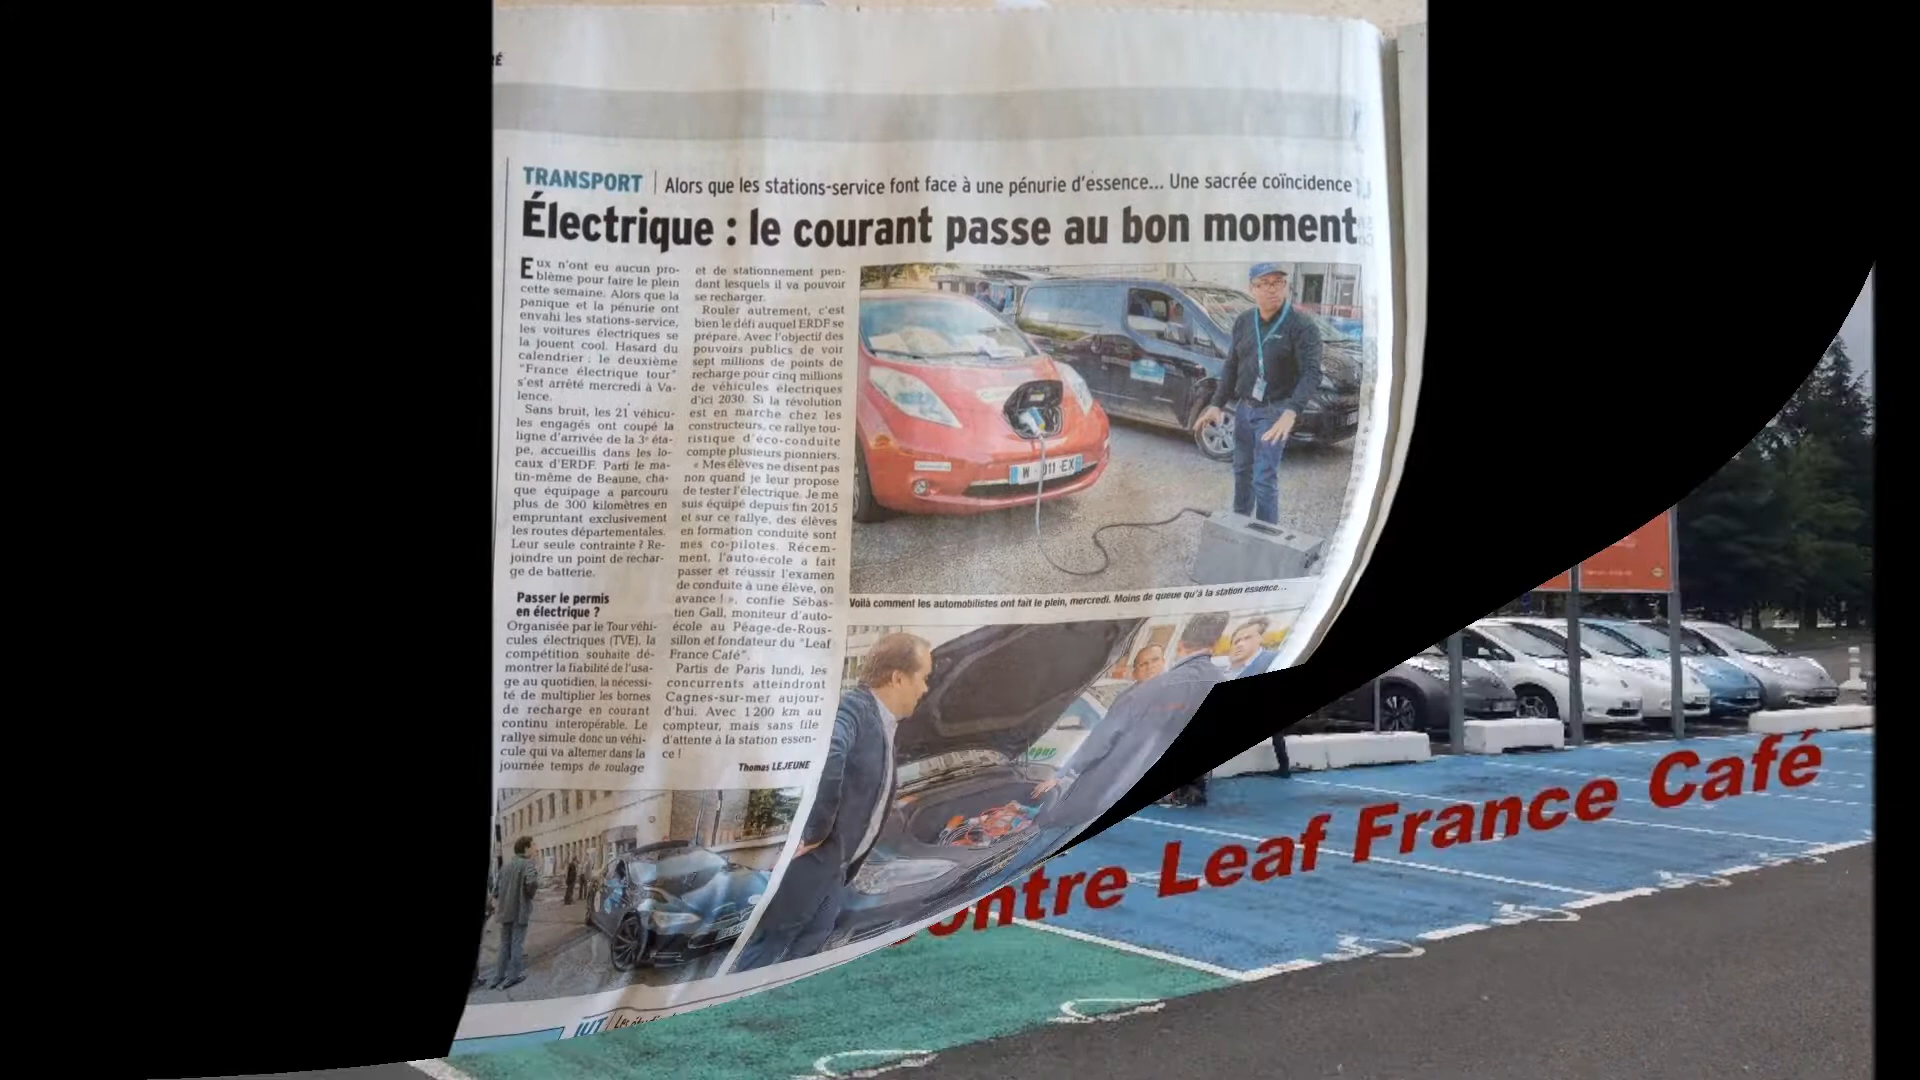 TRANSPORT | Alors que les stations-service font face à une pénurie d'essence... Une sacrée coïncidence
Électrique : le courant passe au bon moment
Eux n'ont eu aucun pro-
blème pour faire le plein
cette semaine. Alors que la
panique et la pénurie ont
envahi les stations-service,
les voitures électriques se
la jouent cool. Hasard du
calendrier : le deuxième
"France électrique tour"
s'est arrêté mercredi à Va-
lence.
Sans bruit, les 21 véhicu-
les engagés ont coupé la
ligne d'arrivée de la 3e éta-
pe, accueillis dans les lo-
caux d'ERDF. Parti le ma-
tin-même de Beaune, cha-
que équipage a parcouru
plus de 300 kilomètres en
empruntant exclusivement
les routes départementales.
Leur seule contrainte ? Re-
joindre un point de rechar-
ge de batterie.
Passer le permis
en électrique ?
Organisée par le Tour véhi-
cules électriques (TVE), la
compétition souhaite dé-
montrer la fiabilité de l'usa-
ge au quotidien, la nécessi-
té de multiplier les bornes
de recharge en courant
continu interopérable. Le
rallye simule donc un véhi-
cule qui va alterner dans la
journée temps de roulage
et de stationnement pen-
dant lesquels il va pouvoir
se recharger.
Rouler autrement, c'est
bien le défi auquel ERDF se
prépare. Avec l'objectif des
pouvoirs publics de voir
sept millions de points de
recharge pour cinq millions
de véhicules électriques
d'ici 2030. Si la révolution
est en marche chez les
constructeurs, ce rallye tou-
ristique d'éco-conduite
compte plusieurs pionniers.
« Mes élèves ne disent pas
non quand je leur propose
de tester l'électrique. Je me
suis équipé depuis fin 2015
et sur ce rallye, des élèves
en formation conduite sont
mes co-pilotes. Récem-
ment, l'auto-école a fait
passer et réussir l'examen
de conduite à une élève, on
avance ! », confie Sébas-
tien Gall, moniteur d'auto-
école au Péage-de-Rous-
sillon et fondateur du "Leaf
France Café".
Partis de Paris lundi, les
concurrents atteindront
Cagnes-sur-mer aujour-
d'hui. Avec 1 200 km au
compteur, mais sans file
d'attente à la station essen-
ce !
Thomas LEJEUNE
W 011 EX
Voilà comment les automobilistes ont fait le plein, mercredi. Moins de queue qu'à la station essence...
IUT
ontre Leaf France Café